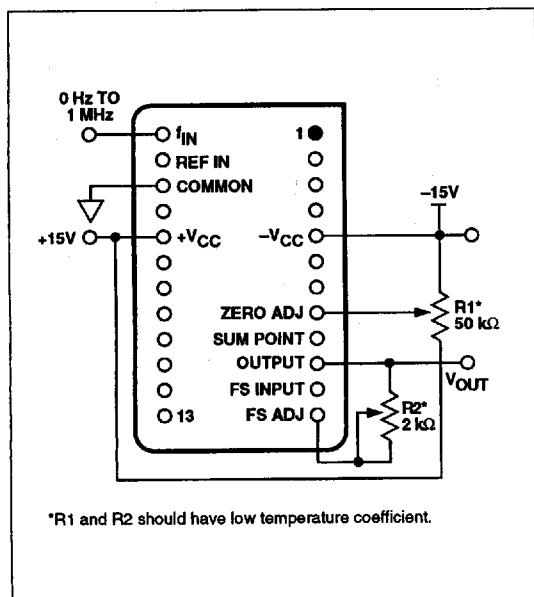 0 Hz TO
1 MHz
fIN
1
REF IN
COMMON
–15V
+15V
+VCC
–VCC
ZERO ADJ
R1*
50 kΩ
SUM POINT
OUTPUT
VOUT
FS INPUT
R2*
2 kΩ
13
FS ADJ
*R1 and R2 should have low temperature coefficient.